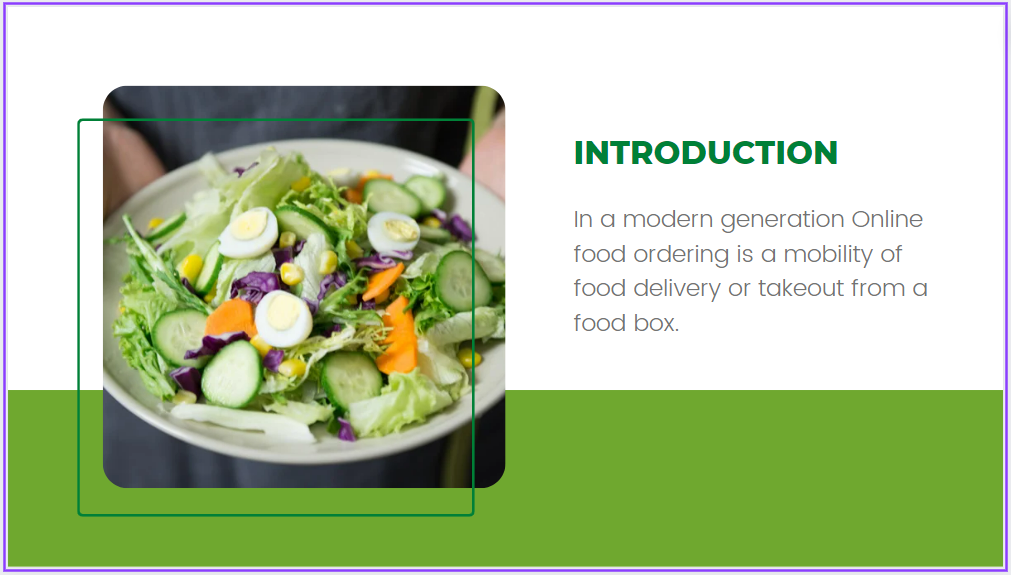 INTRODUCTION
In a modern generation Online
food ordering is a mobility of
food delivery or takeout from a
food box.